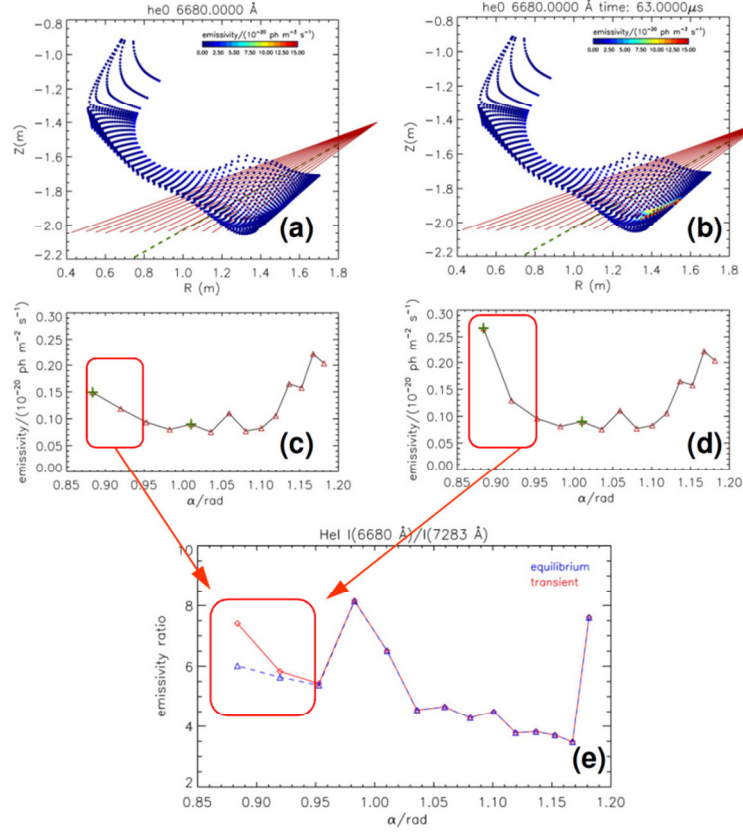 he0 6680.0000 Å
emissivity/(10⁻²⁰ ph m⁻³ s⁻¹)
0.00 2.50 5.00 7.50 10.00 12.50 15.00
-0.8
-1.0
-1.2
-1.4
-1.6
-1.8
-2.0
-2.2
Z(m)
0.4 0.6 0.8 1.0 1.2 1.4 1.6 1.8
R (m)
(a)
he0 6680.0000 Å time: 63.0000μs
emissivity/(10⁻²⁰ ph m⁻³ s⁻¹)
0.00 2.50 5.00 7.50 10.00 12.50 15.00
-0.8
-1.0
-1.2
-1.4
-1.6
-1.8
-2.0
-2.2
Z(m)
0.4 0.6 0.8 1.0 1.2 1.4 1.6 1.8
R (m)
(b)
emissivity/(10⁻²⁰ ph m⁻² s⁻¹)
0.30
0.25
0.20
0.15
0.10
0.05
0.00
0.85 0.90 0.95 1.00 1.05 1.10 1.15 1.20
α/rad
(c)
emissivity/(10⁻²⁰ ph m⁻² s⁻¹)
0.30
0.25
0.20
0.15
0.10
0.05
0.00
0.85 0.90 0.95 1.00 1.05 1.10 1.15 1.20
α/rad
(d)
HeI I(6680 Å)/I(7283 Å)
equilibrium
transient
emissivity ratio
10
8
6
4
2
0.85 0.90 0.95 1.00 1.05 1.10 1.15 1.20
α/rad
(e)